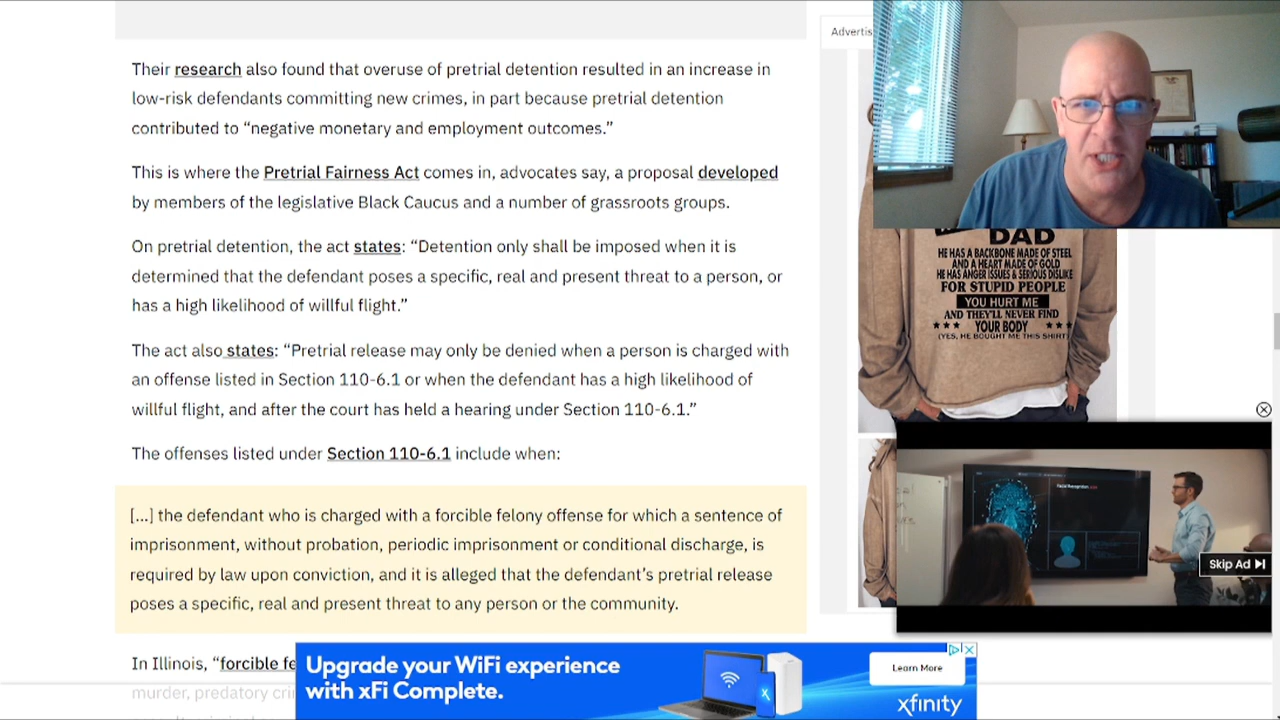 Their research also found that overuse of pretrial detention resulted in an increase in
low-risk defendants committing new crimes, in part because pretrial detention
contributed to “negative monetary and employment outcomes.”
This is where the Pretrial Fairness Act comes in, advocates say, a proposal developed
by members of the legislative Black Caucus and a number of grassroots groups.
On pretrial detention, the act states: “Detention only shall be imposed when it is
determined that the defendant poses a specific, real and present threat to a person, or
has a high likelihood of willful flight.”
The act also states: “Pretrial release may only be denied when a person is charged with
an offense listed in Section 110-6.1 or when the defendant has a high likelihood of
willful flight, and after the court has held a hearing under Section 110-6.1.”
The offenses listed under Section 110-6.1 include when:
[...] the defendant who is charged with a forcible felony offense for which a sentence of
imprisonment, without probation, periodic imprisonment or conditional discharge, is
required by law upon conviction, and it is alleged that the defendant’s pretrial release
poses a specific, real and present threat to any person or the community.
In Illinois, “forcible fe
murder, predatory cri
Advertis
DAD
HE HAS A BACKBONE MADE OF STEEL
AND A HEART MADE OF GOLD
HE HAS ANGER ISSUES & SERIOUS DISLIKE
FOR STUPID PEOPLE
YOU HURT ME
AND THEY'LL NEVER FIND
YOUR BODY
(YES, HE BOUGHT ME THIS SHIRT)
Skip Ad
Upgrade your WiFi experience
with xFi Complete.
Learn More
xfinity